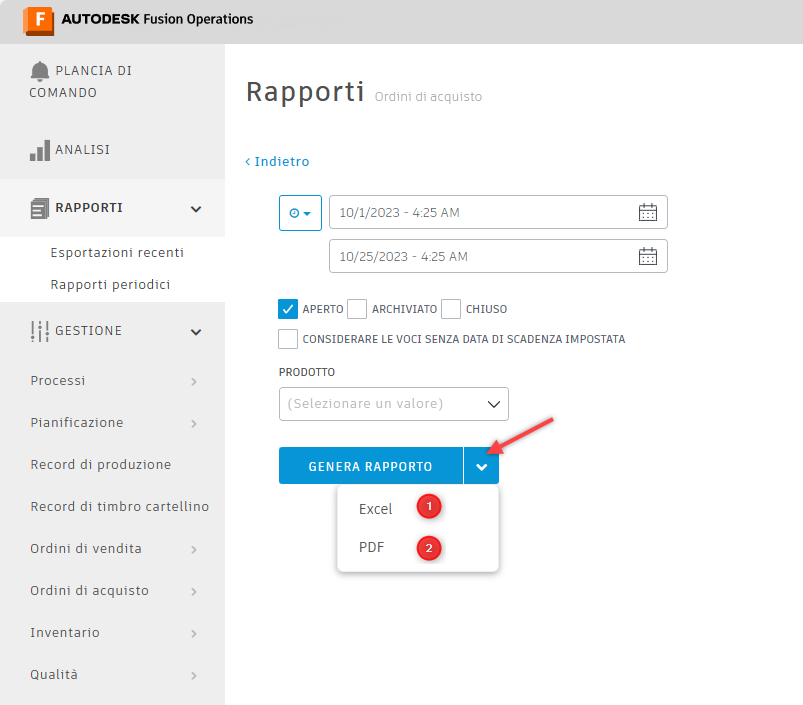 F AUTODESK Fusion Operations
PLANCIA DI
COMANDO
ANALISI
RAPPORTI
Esportazioni recenti
Rapporti periodici
GESTIONE
Processi
Pianificazione
Record di produzione
Record di timbro cartellino
Ordini di vendita
Ordini di acquisto
Inventario
Qualità
Rapporti Ordini di acquisto
Indietro
10/1/2023 - 4:25 AM
10/25/2023 - 4:25 AM
APERTO ARCHIVIATO CHIUSO
CONSIDERARE LE VOCI SENZA DATA DI SCADENZA IMPOSTATA
PRODOTTO
(Selezionare un valore)
GENERA RAPPORTO
Excel 1
PDF 2